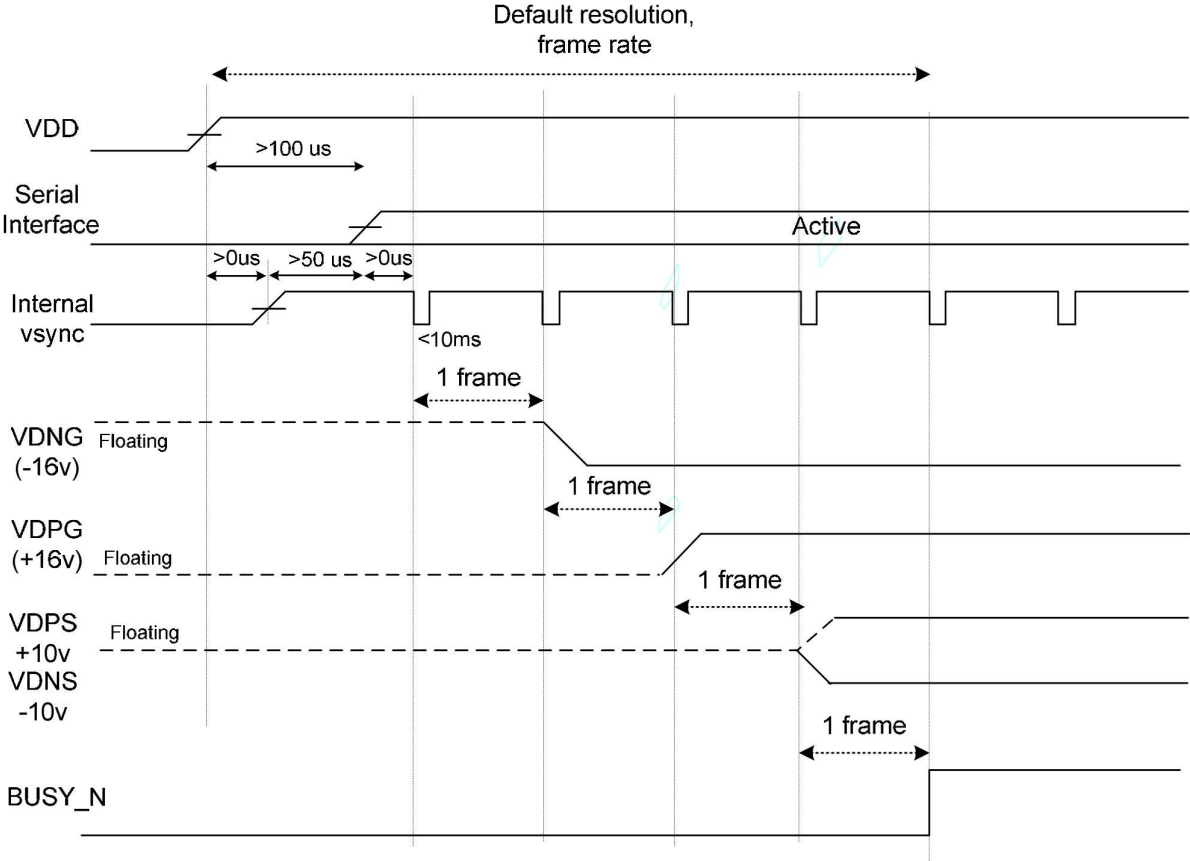 Default resolution,
frame rate
VDD
>100 us
Serial
Interface
Active
>0us
>50 us
>0us
Internal
vsync
<10ms
1 frame
VDNG
(-16v)
Floating
1 frame
VDPG
(+16v)
Floating
1 frame
VDPS
+10v
VDNS
-10v
Floating
1 frame
BUSY_N